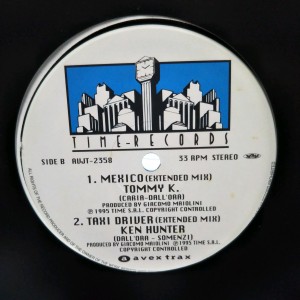 TIME-RECORDS
SIDE B AVJT-2358 33 RPM STEREO
1. MEXICO (EXTENDED MIX)
TOMMY K.
(CARIA-DALL'ORA)
PRODUCED BY GIACOMO MAIOLINI
Ⓟ 1995 TIME S.R.L. COPYRIGHT CONTROLLED
2. TAXI DRIVER (EXTENDED MIX)
KEN HUNTER
(DALL'ORA - SOMENZI)
PRODUCED BY GIACOMO MAIOLINI
Ⓟ 1995 TIME S.R.L. COPYRIGHT CONTROLLED
avex trax